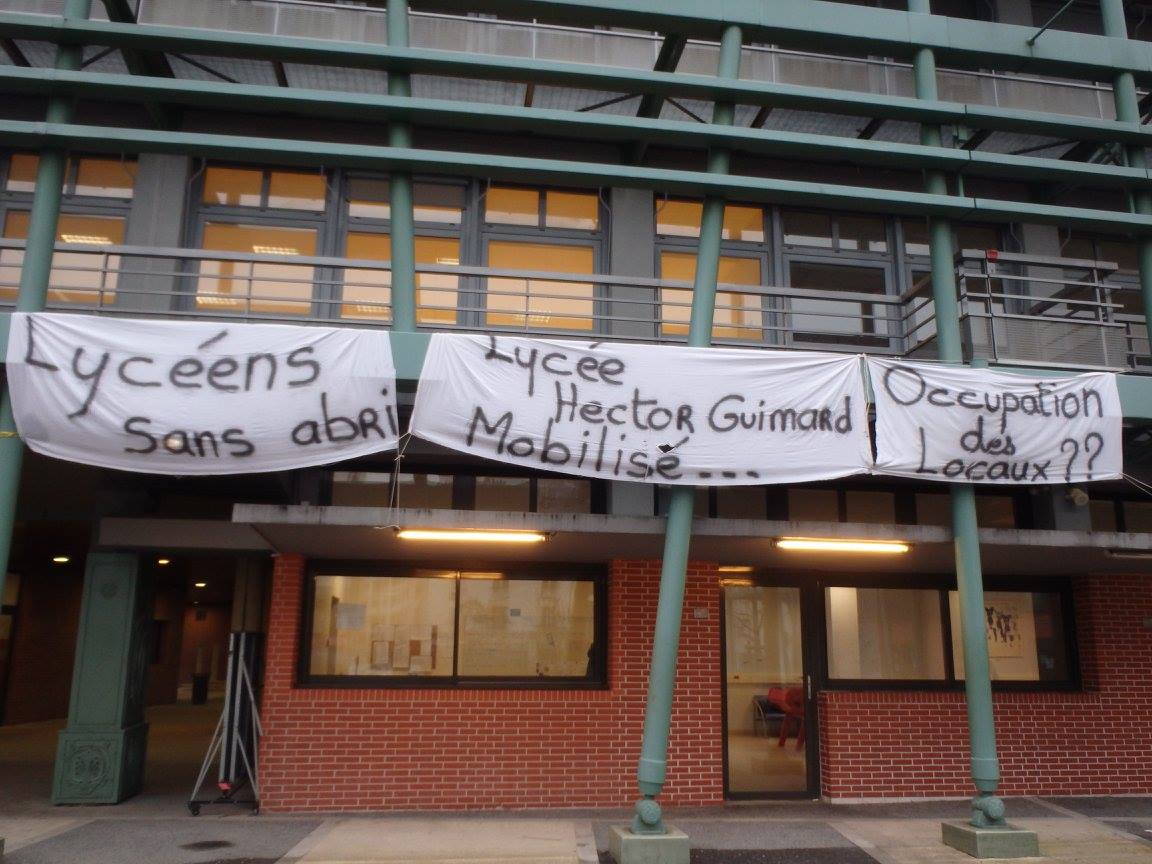 Lycéens
sans abri
Lycée
Hector Guimard
Mobilisé...
Occupation
des
Locaux ??